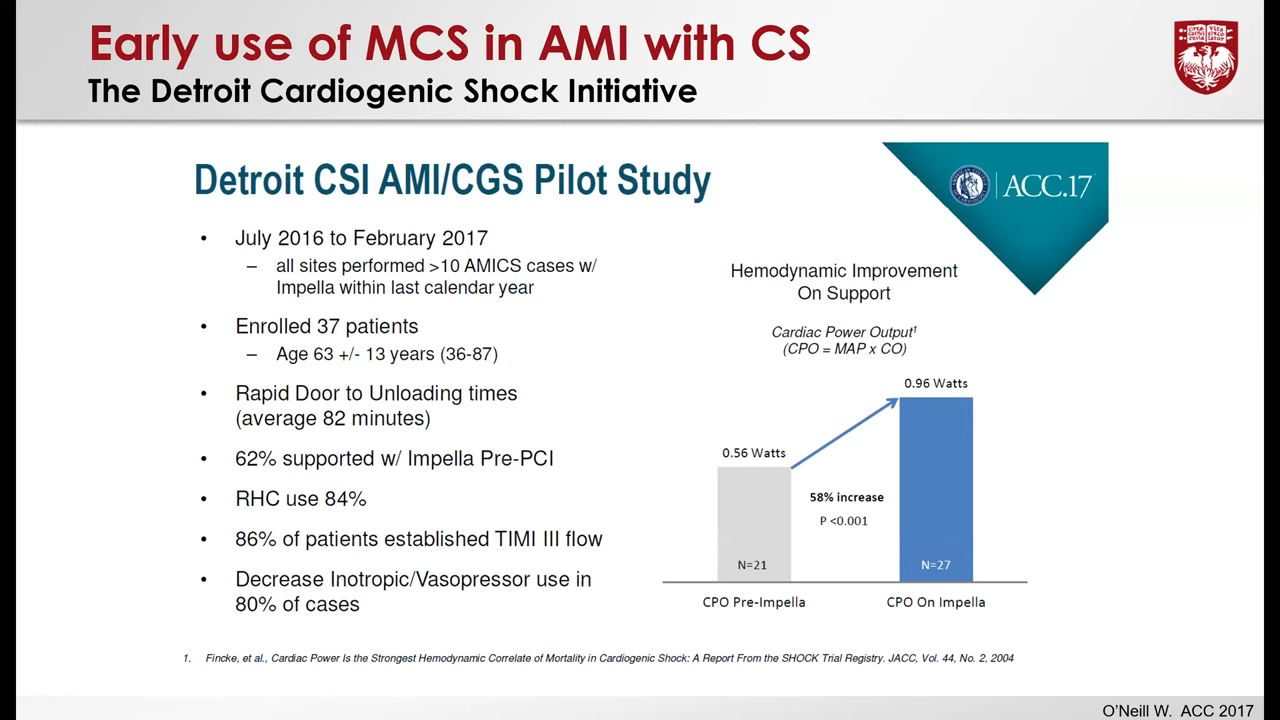 Early use of MCS in AMI with CS
The Detroit Cardiogenic Shock Initiative
Detroit CSI AMI/CGS Pilot Study
ACC.17
• July 2016 to February 2017
– all sites performed >10 AMICS cases w/
Impella within last calendar year
• Enrolled 37 patients
– Age 63 +/- 13 years (36-87)
• Rapid Door to Unloading times
(average 82 minutes)
• 62% supported w/ Impella Pre-PCI
• RHC use 84%
• 86% of patients established TIMI III flow
• Decrease Inotropic/Vasopressor use in
80% of cases
Hemodynamic Improvement
On Support
Cardiac Power Output¹
(CPO = MAP x CO)
0.96 Watts
0.56 Watts
58% increase
P <0.001
N=21
N=27
CPO Pre-Impella
CPO On Impella
1. Fincke, et al., Cardiac Power Is the Strongest Hemodynamic Correlate of Mortality in Cardiogenic Shock: A Report From the SHOCK Trial Registry. JACC, Vol. 44, No. 2, 2004
O'Neill W. ACC 2017